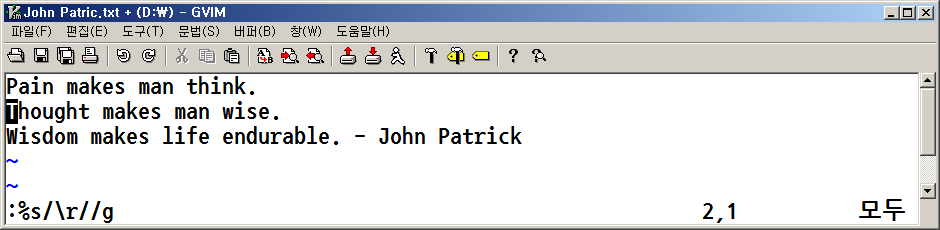 John Patric.txt + (D:\) - GVIM
파일(F) 편집(E) 도구(T) 문법(S) 버퍼(B) 창(W) 도움말(H)
Pain makes man think.
Thought makes man wise.
Wisdom makes life endurable. - John Patrick
~
~
:%s/\r//g 2,1 모두